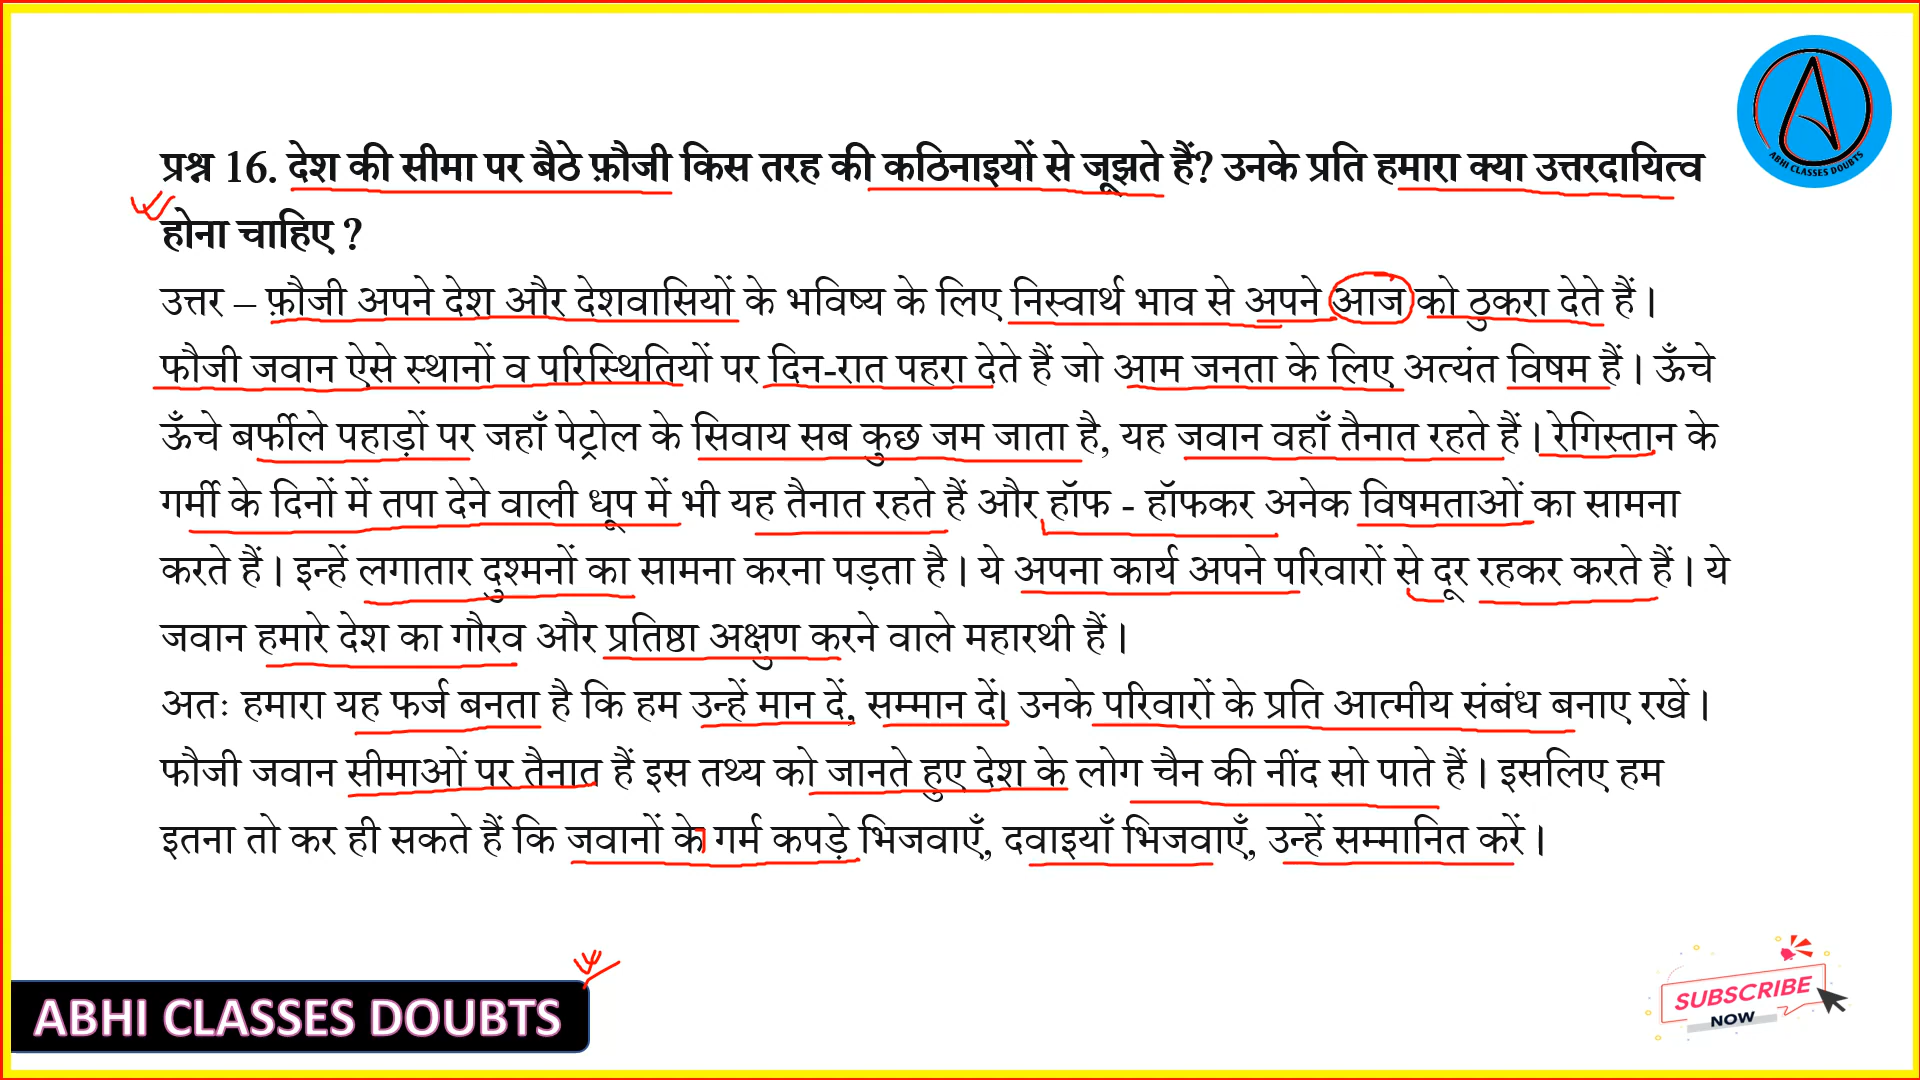 ABHI CLASSES DOUBTS
प्रश्न 16. देश की सीमा पर बैठे फ़ौजी किस तरह की कठिनाइयों से जूझते हैं? उनके प्रति हमारा क्या उत्तरदायित्व
होना चाहिए ?
उत्तर – फ़ौजी अपने देश और देशवासियों के भविष्य के लिए निस्वार्थ भाव से अपने आज को ठुकरा देते हैं।
फौजी जवान ऐसे स्थानों व परिस्थितियों पर दिन-रात पहरा देते हैं जो आम जनता के लिए अत्यंत विषम हैं। ऊँचे
ऊँचे बर्फीले पहाड़ों पर जहाँ पेट्रोल के सिवाय सब कुछ जम जाता है, यह जवान वहाँ तैनात रहते हैं। रेगिस्तान के
गर्मी के दिनों में तपा देने वाली धूप में भी यह तैनात रहते हैं और हॉफ - हॉफकर अनेक विषमताओं का सामना
करते हैं। इन्हें लगातार दुश्मनों का सामना करना पड़ता है। ये अपना कार्य अपने परिवारों से दूर रहकर करते हैं। ये
जवान हमारे देश का गौरव और प्रतिष्ठा अक्षुण करने वाले महारथी हैं।
अतः हमारा यह फर्ज बनता है कि हम उन्हें मान दें, सम्मान दें। उनके परिवारों के प्रति आत्मीय संबंध बनाए रखें।
फौजी जवान सीमाओं पर तैनात हैं इस तथ्य को जानते हुए देश के लोग चैन की नींद सो पाते हैं। इसलिए हम
इतना तो कर ही सकते हैं कि जवानों के गर्म कपड़े भिजवाएँ, दवाइयाँ भिजवाएँ, उन्हें सम्मानित करें।
ABHI CLASSES DOUBTS
SUBSCRIBE
NOW